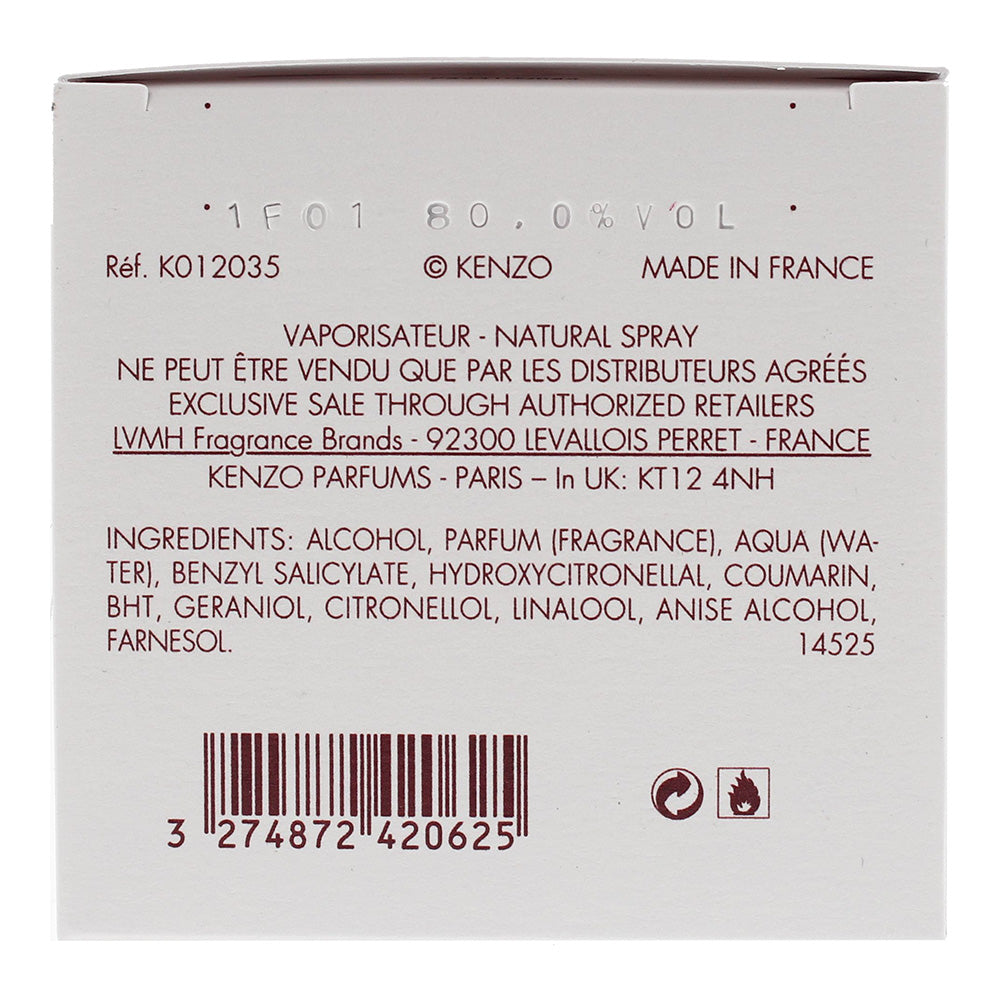 1F01 80.0%VOL
Réf. K012035 © KENZO MADE IN FRANCE
VAPORISATEUR - NATURAL SPRAY
NE PEUT ÊTRE VENDU QUE PAR LES DISTRIBUTEURS AGRÉÉS
EXCLUSIVE SALE THROUGH AUTHORIZED RETAILERS
LVMH Fragrance Brands - 92300 LEVALLOIS PERRET - FRANCE
KENZO PARFUMS - PARIS – In UK: KT12 4NH
INGREDIENTS: ALCOHOL, PARFUM (FRAGRANCE), AQUA (WA-
TER), BENZYL SALICYLATE, HYDROXYCITRONELLAL, COUMARIN,
BHT, GERANIOL, CITRONELLOL, LINALOOL, ANISE ALCOHOL,
FARNESOL. 14525
3 274872 420625